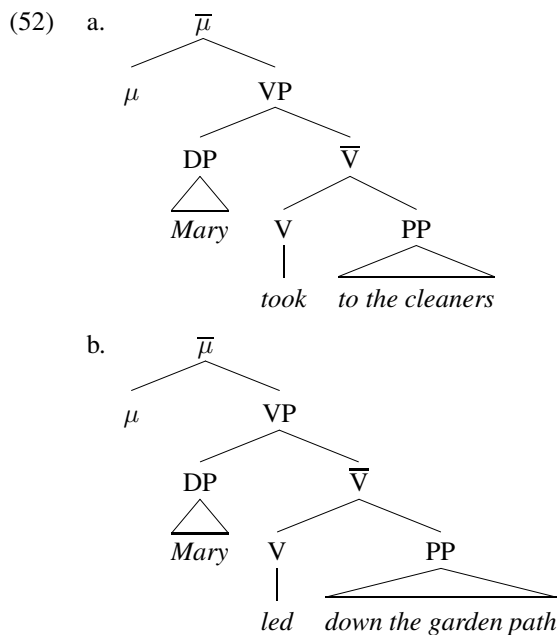 (52) a. μ̅
μ VP
DP V̅
Mary V PP
took to the cleaners
b. μ̅
μ VP
DP V̅
Mary V PP
led down the garden path